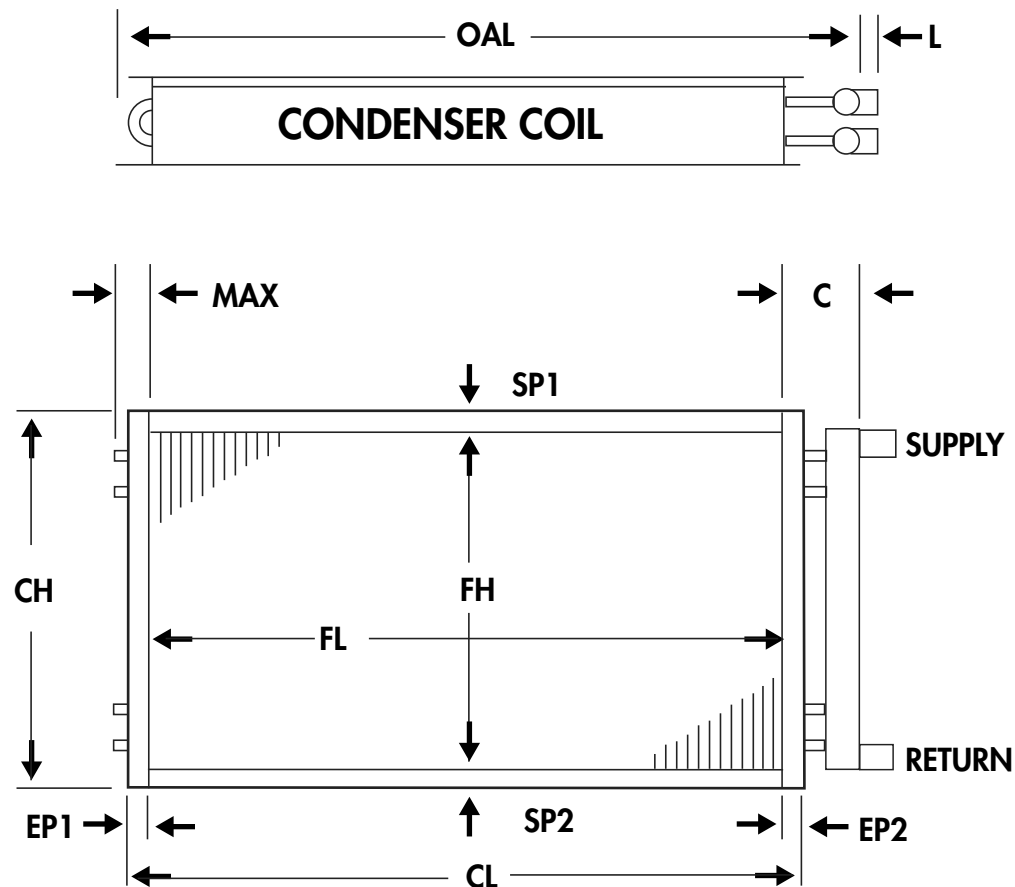 OAL
L
CONDENSER COIL
MAX
C
SP1
SUPPLY
CH
FH
FL
RETURN
EP1
SP2
EP2
CL